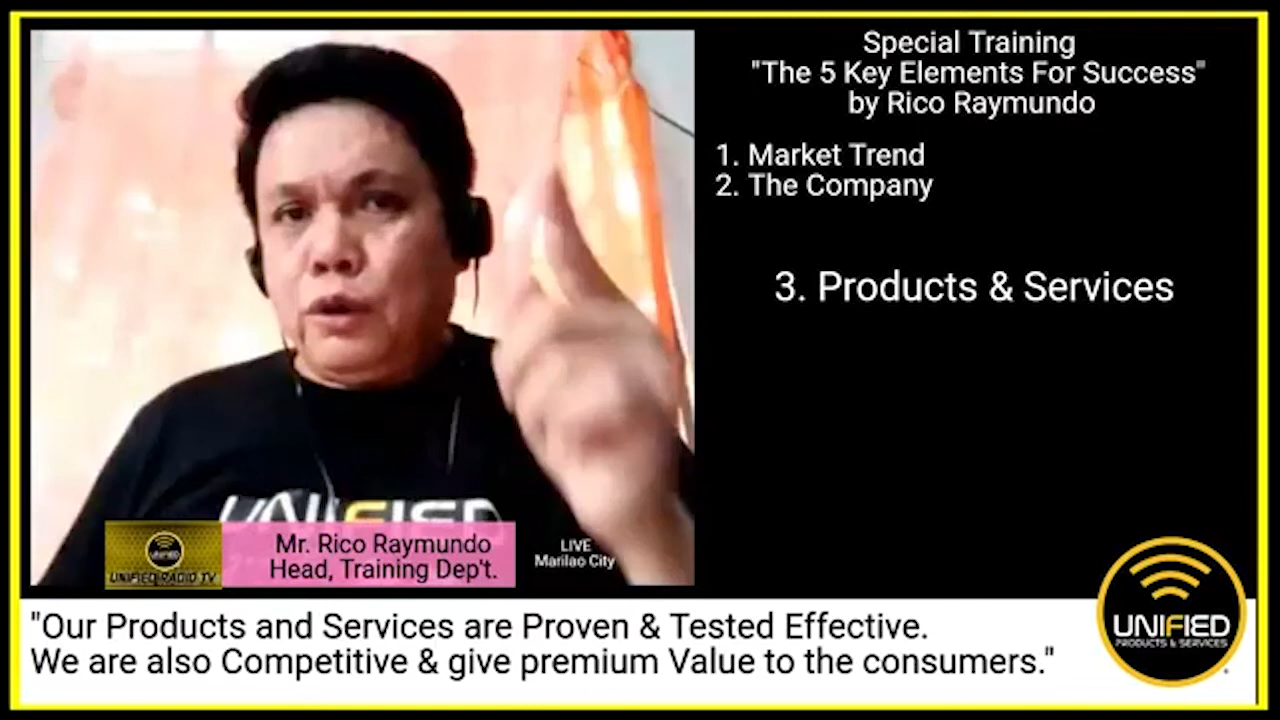 Special Training
"The 5 Key Elements For Success"
by Rico Raymundo
1. Market Trend
2. The Company
3. Products & Services
UNIFIED
UNIFIED
UNIFIED RADIO TV
Mr. Rico Raymundo
Head, Training Dep't.
LIVE
Marilao City
"Our Products and Services are Proven & Tested Effective.
We are also Competitive & give premium Value to the consumers."
UNIFIED
PRODUCTS & SERVICES